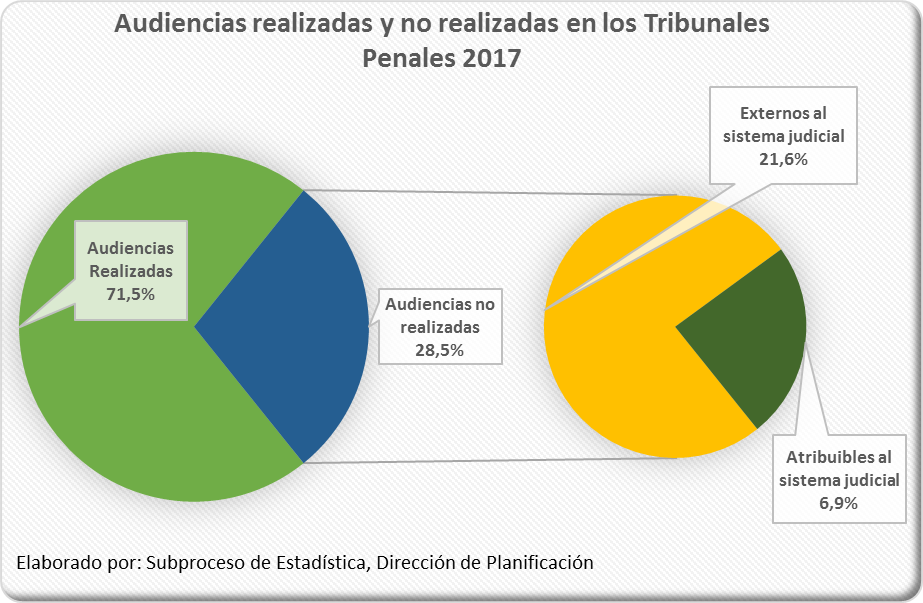 Audiencias realizadas y no realizadas en los Tribunales
Penales 2017
Externos al
sistema judicial
21,6%
Audiencias
Realizadas
71,5%
Audiencias no
realizadas
28,5%
Atribuibles al
sistema judicial
6,9%
Elaborado por: Subproceso de Estadística, Dirección de Planificación